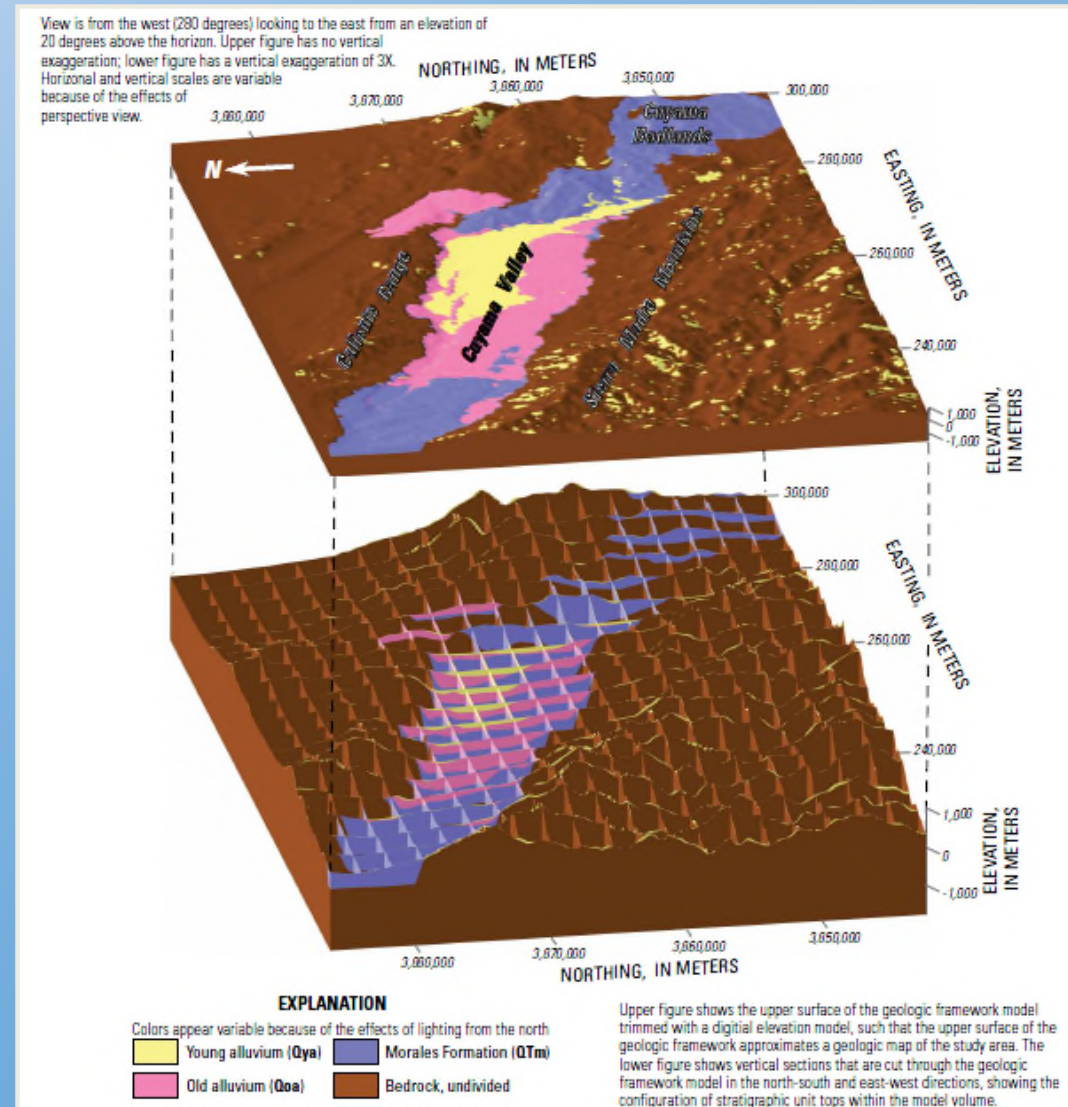 View is from the west (280 degrees) looking to the east from an elevation of
20 degrees above the horizon. Upper figure has no vertical
exaggeration; lower figure has a vertical exaggeration of 3X.
Horizonal and vertical scales are variable
because of the effects of
perspective view.
NORTHING, IN METERS
3,880,000
3,870,000
3,860,000
3,850,000
300,000
280,000
260,000
240,000
EASTING, IN METERS
N
Cuyama
Badlands
Caliente Range
Cuyama Valley
Sierra Madre Mountains
1,000
0
-1,000
ELEVATION,
IN METERS
300,000
280,000
260,000
240,000
EASTING, IN METERS
1,000
0
-1,000
ELEVATION,
IN METERS
3,880,000
3,870,000
3,860,000
3,850,000
NORTHING, IN METERS
EXPLANATION
Colors appear variable because of the effects of lighting from the north
Young alluvium (Qya)
Morales Formation (QTm)
Old alluvium (Qoa)
Bedrock, undivided
Upper figure shows the upper surface of the geologic framework model
trimmed with a digitial elevation model, such that the upper surface of the
geologic framework approximates a geologic map of the study area. The
lower figure shows vertical sections that are cut through the geologic
framework model in the north-south and east-west directions, showing the
configuration of stratigraphic unit tops within the model volume.